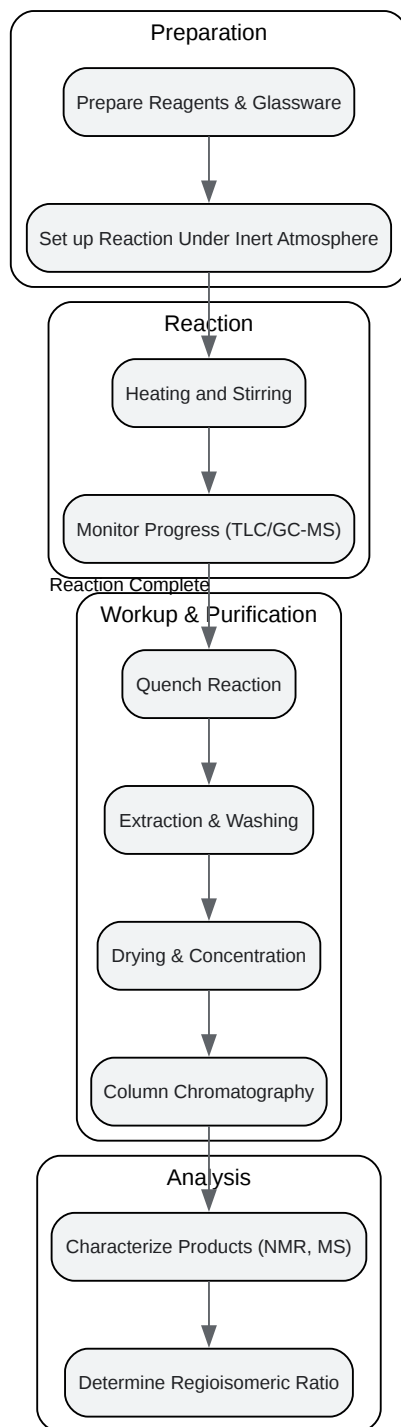 Preparation
Prepare Reagents & Glassware
Set up Reaction Under Inert Atmosphere
Reaction
Heating and Stirring
Monitor Progress (TLC/GC-MS)
Reaction Complete
Workup & Purification
Quench Reaction
Extraction & Washing
Drying & Concentration
Column Chromatography
Analysis
Characterize Products (NMR, MS)
Determine Regioisomeric Ratio